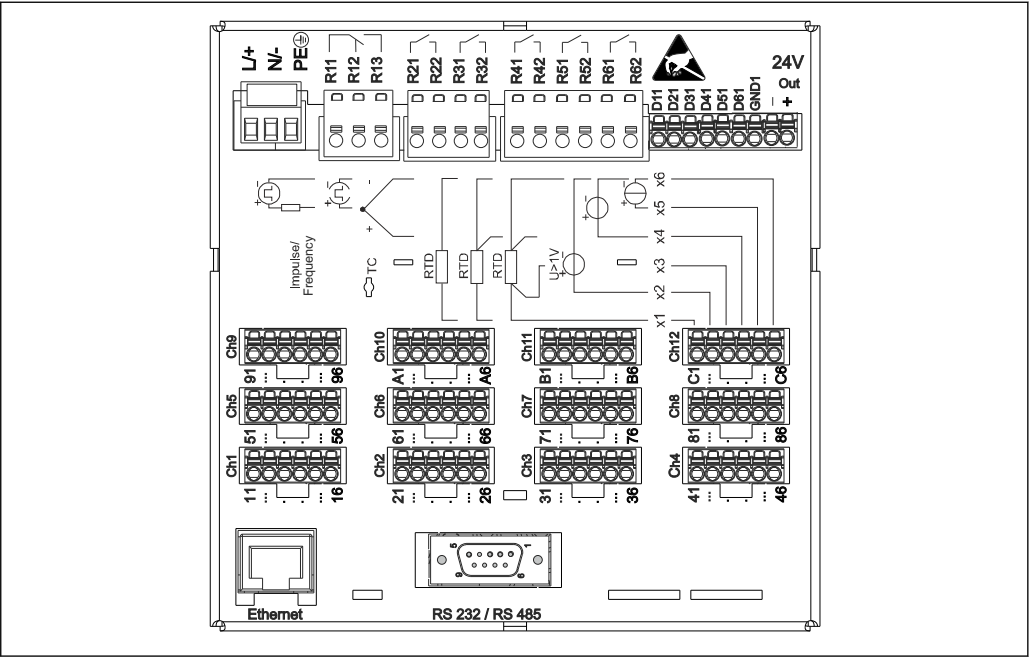 L/+ N/- PE R11 R12 R13 R21 R22 R31 R32 R41 R42 R51 R52 R61 R62 24V
Out
D11 D21 D31 D41 D51 D61 GND1 - +
- + - + - + + - + - + -
x6
x5
x4
x3
x2
x1
Impulse/
Frequency
TC RTD RTD RTD U>1V
Ch9 Ch10 Ch11 Ch12
91 ... 96 A1 ... A6 B1 ... B6 C1 ... C6
Ch5 Ch6 Ch7 Ch8
51 ... 56 61 ... 66 71 ... 76 81 ... 86
Ch1 Ch2 Ch3 Ch4
11 ... 16 21 ... 26 31 ... 36 41 ... 46
5 1
9 6
Ethernet RS 232 / RS 485